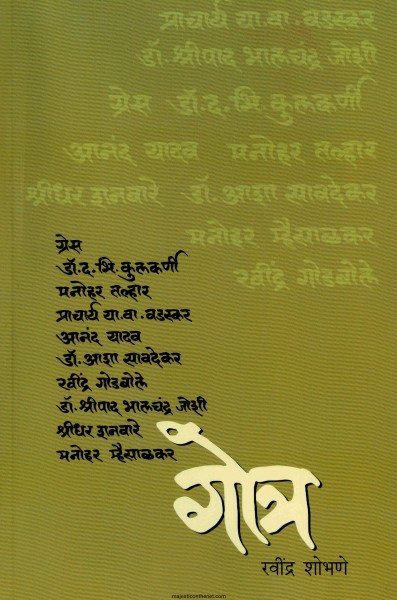 प्राचार्य या. वा. वडस्कर
डॉ. श्रीपाद भालचंद्र जोशी
ग्रेस डॉ. द. भि. कुलकर्णी
आनंद यादव मनोहर तल्हार
श्रीधर शनवारे डॉ. आशा सावदेकर
मनोहर म्हैसाळकर
रवींद्र गोडबोले
ग्रेस
डॉ. द. भि. कुलकर्णी
मनोहर तल्हार
प्राचार्य या. वा. वडस्कर
आनंद यादव
डॉ. आशा सावदेकर
रवींद्र गोडबोले
डॉ. श्रीपाद भालचंद्र जोशी
श्रीधर शनवारे
मनोहर म्हैसाळकर
गोत्र
रवींद्र शोभणे
majesticontherun.com